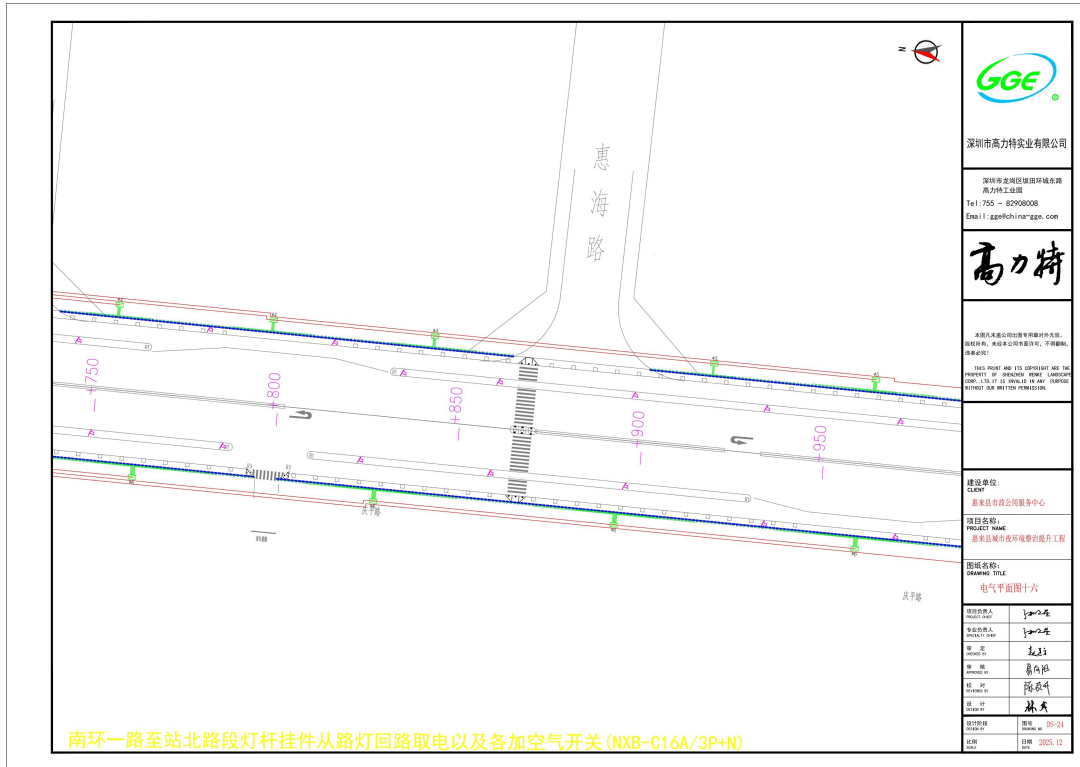 N
惠
海
路
—+750
—+800
—+850
—+900
—+950
庆平路
庆平路
南环一路至站北路段灯杆挂件从路灯回路取电以及各加空气开关(NXB-C16A/3P+N)
GGE
®
深圳市高力特实业有限公司
深圳市龙岗区坂田环城东路
高力特工业园
Tel:755 - 82908008
Email:gge@china-gge.com
高力特
本图凡未盖公司出图专用章对外无效,
版权所有, 未经本公司书面许可, 不得翻制,
违者必究!
THIS PRINT AND ITS COPYRIGHT ARE THE
PROPERTY OF SHENZHEN WENKE LANDSCAPE
CORP.,LTD.IT IS INVALID IN ANY PURPOSE
WITHOUT OUR WRITTEN PERMISSION.
建设单位:
CLIENT
惠来县市政公用服务中心
项目名称:
PROJECT NAME
惠来县城市夜环境整治提升工程
图纸名称:
DRAWING TITLE
电气平面图十六
项目负责人
PROJECT CHIEF
专业负责人
SPECIALTY CHIEF
审 定
CHECKED BY
审 核
APPROVED BY
校 对
REVIEWED BY
设 计
DESIGN BY
设计阶段
DESIGN BY
图号 DS-24
DRAWING NO
比例
SCALE
日期 2025.12
DATE